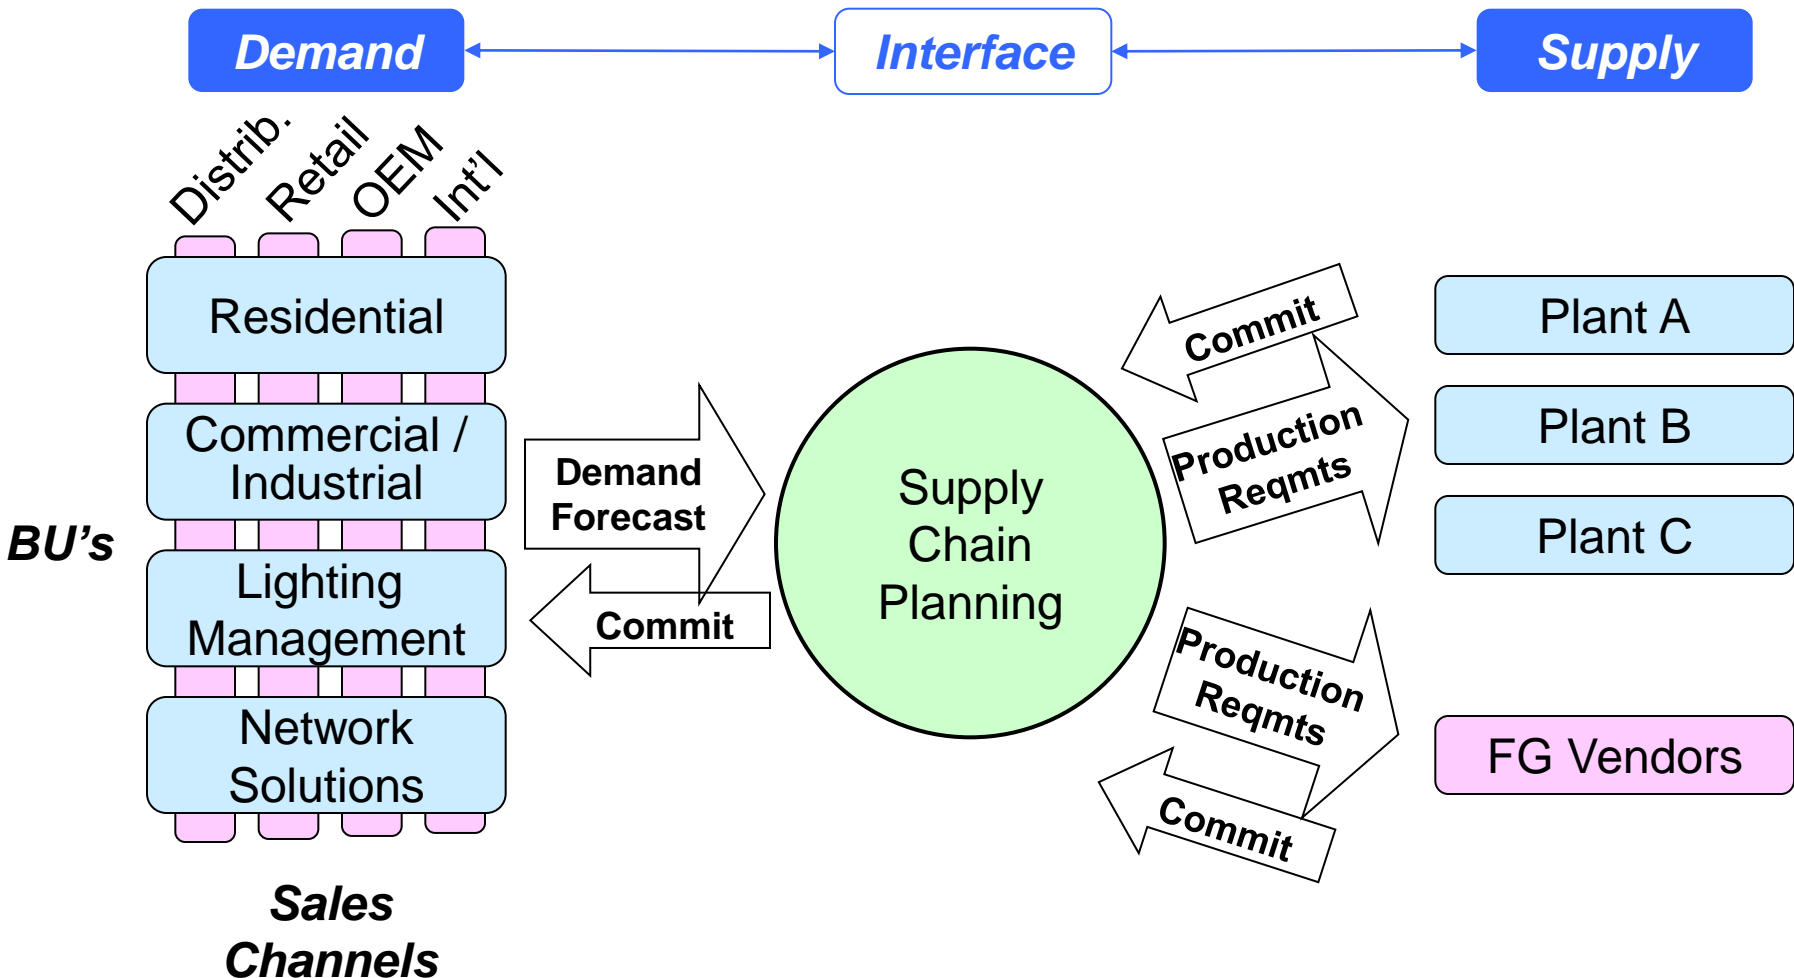 Demand
Interface
Supply
Distrib.
Retail
OEM
Int'l
Residential
Commercial /
Industrial
Lighting
Management
Network
Solutions
BU's
Sales
Channels
Demand
Forecast
Commit
Supply
Chain
Planning
Commit
Production
Reqmts
Production
Reqmts
Commit
Plant A
Plant B
Plant C
FG Vendors